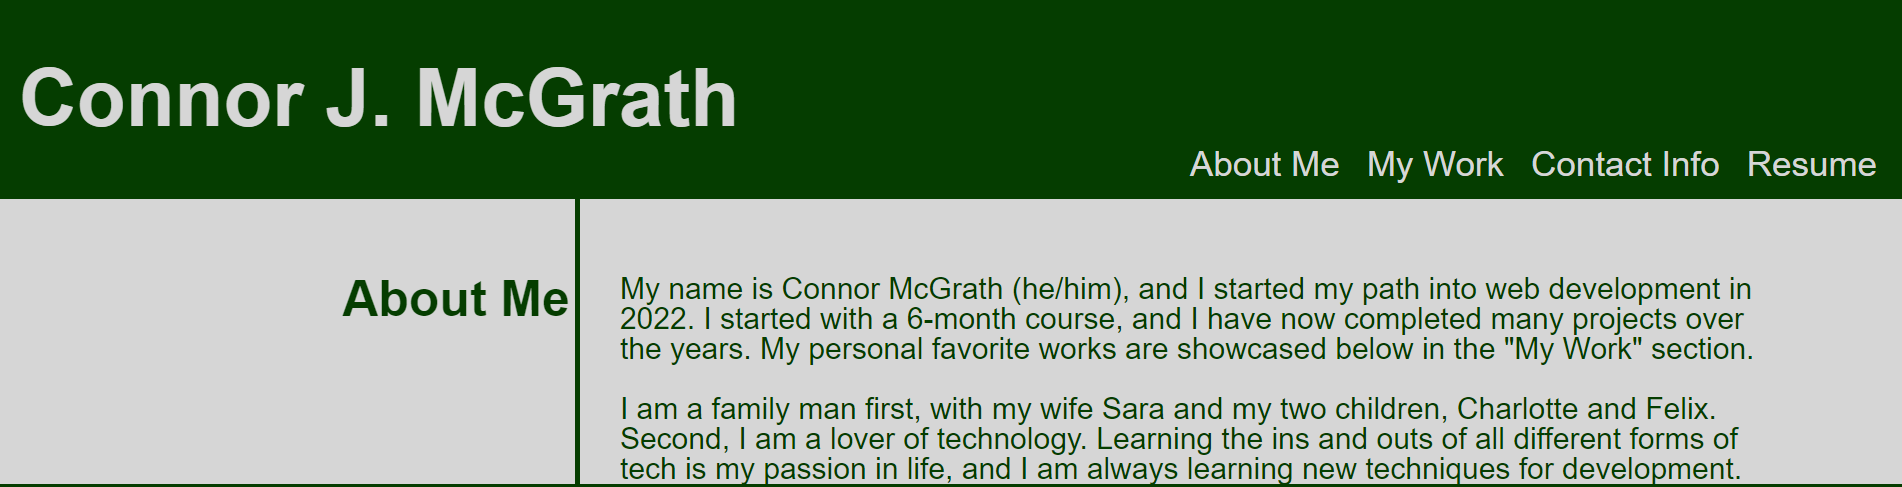 Connor J. McGrath
About Me My Work Contact Info Resume
About Me
My name is Connor McGrath (he/him), and I started my path into web development in
2022. I started with a 6-month course, and I have now completed many projects over
the years. My personal favorite works are showcased below in the "My Work" section.
I am a family man first, with my wife Sara and my two children, Charlotte and Felix.
Second, I am a lover of technology. Learning the ins and outs of all different forms of
tech is my passion in life, and I am always learning new techniques for development.